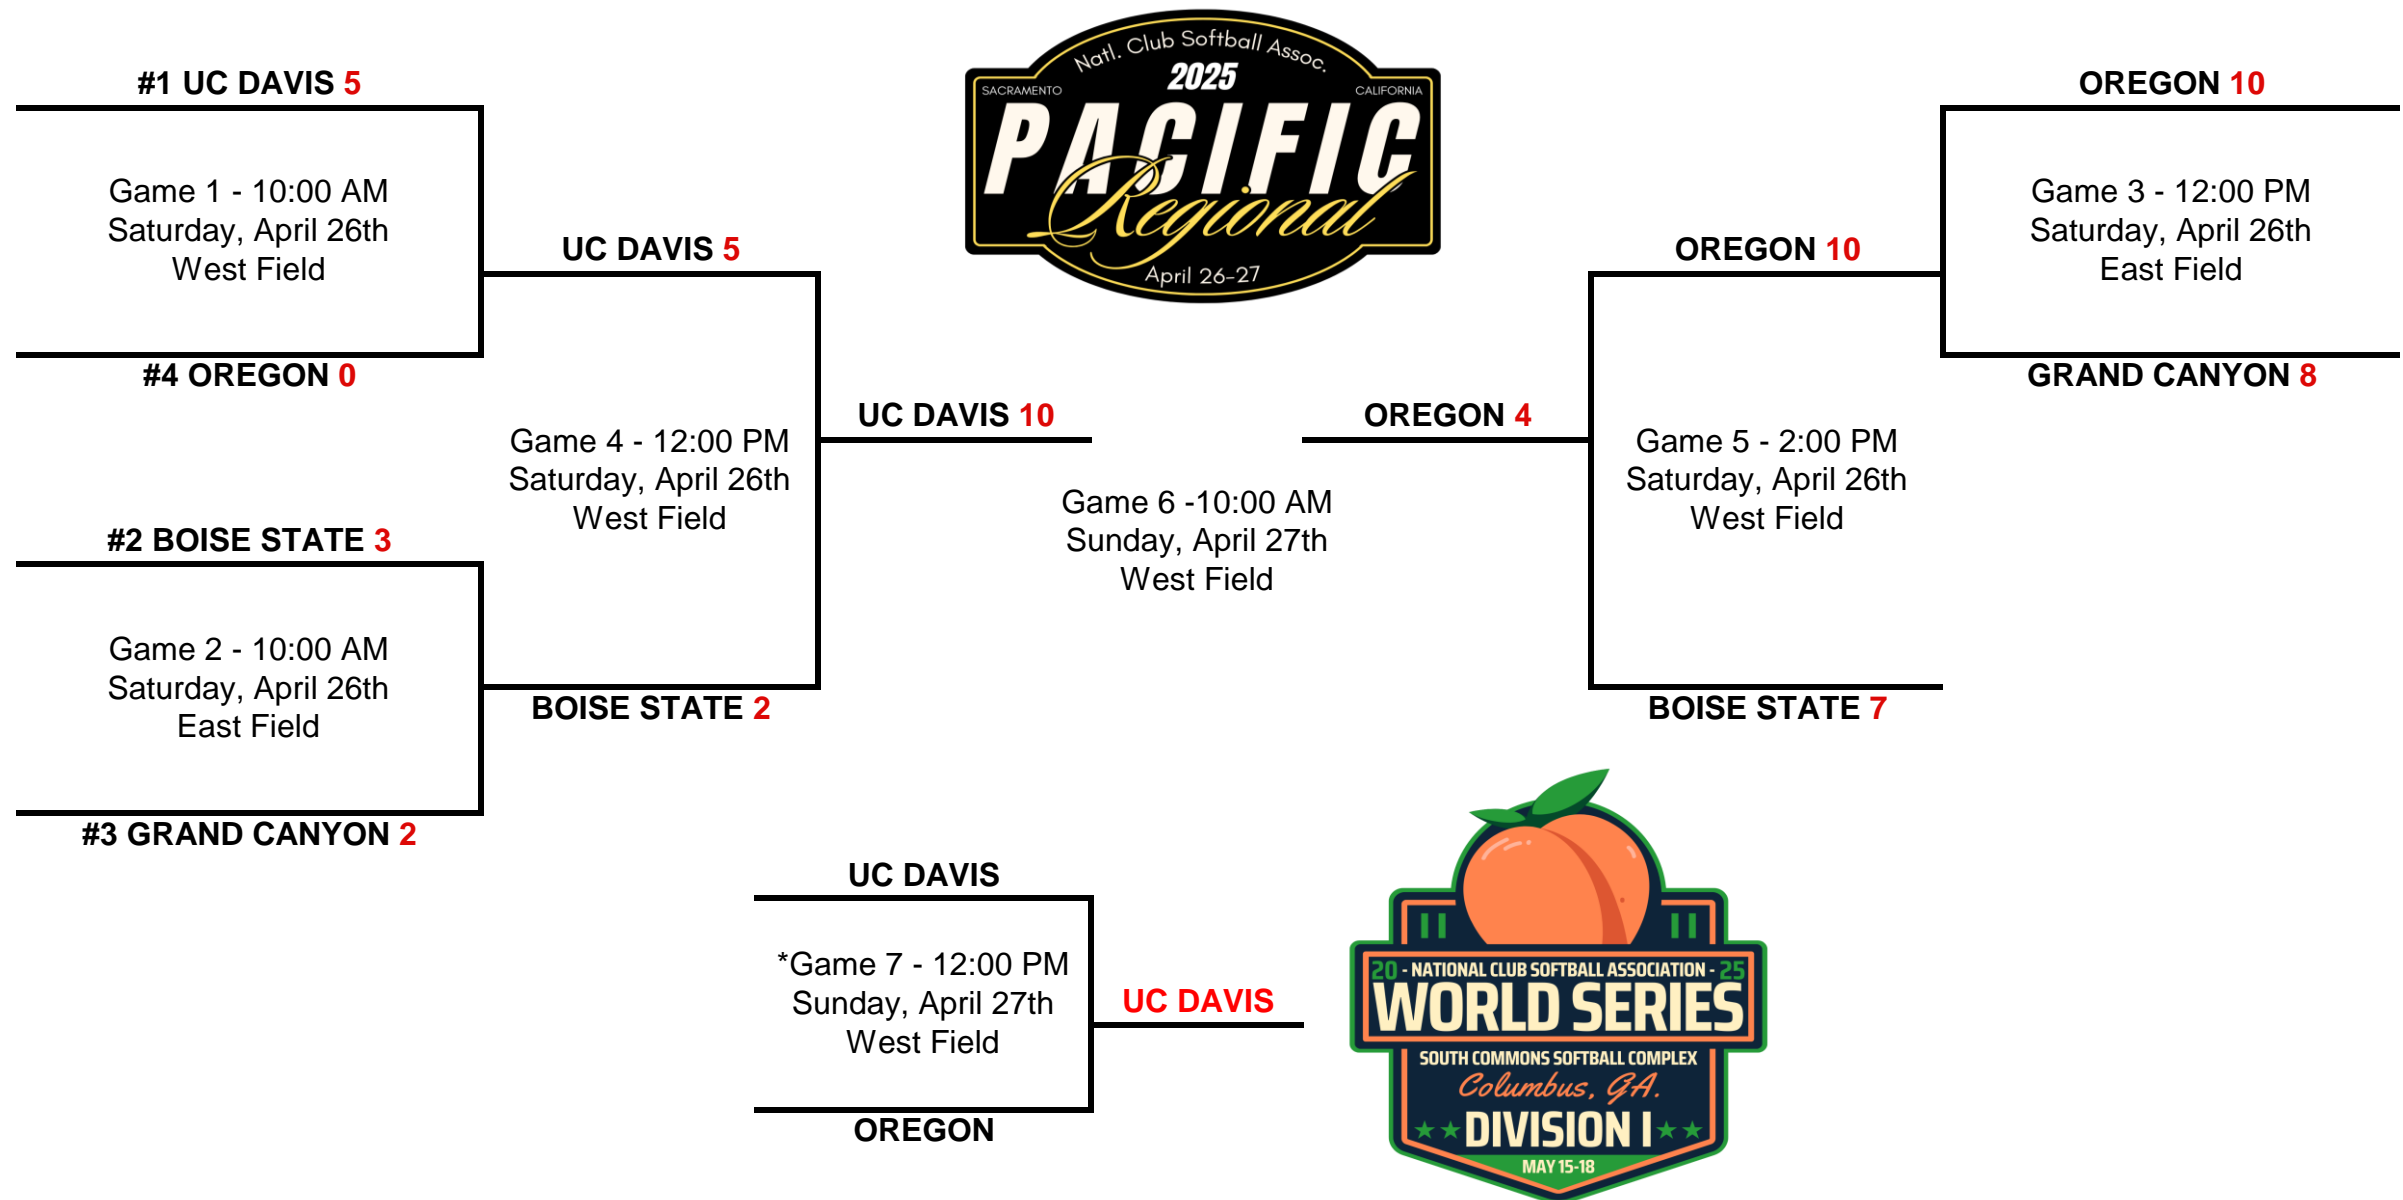 Natl. Club Softball Assoc.
2025
SACRAMENTO
CALIFORNIA
PACIFIC
Regional
April 26-27
#1 UC DAVIS 5
Game 1 - 10:00 AM
Saturday, April 26th
West Field
#4 OREGON 0
UC DAVIS 5
Game 4 - 12:00 PM
Saturday, April 26th
West Field
BOISE STATE 2
#2 BOISE STATE 3
Game 2 - 10:00 AM
Saturday, April 26th
East Field
#3 GRAND CANYON 2
UC DAVIS 10
Game 6 -10:00 AM
Sunday, April 27th
West Field
OREGON 4
OREGON 10
Game 5 - 2:00 PM
Saturday, April 26th
West Field
BOISE STATE 7
OREGON 10
Game 3 - 12:00 PM
Saturday, April 26th
East Field
GRAND CANYON 8
UC DAVIS
*Game 7 - 12:00 PM
Sunday, April 27th
West Field
OREGON
UC DAVIS
20 - NATIONAL CLUB SOFTBALL ASSOCIATION - 25
WORLD SERIES
SOUTH COMMONS SOFTBALL COMPLEX
Columbus, GA.
DIVISION I
MAY 15-18